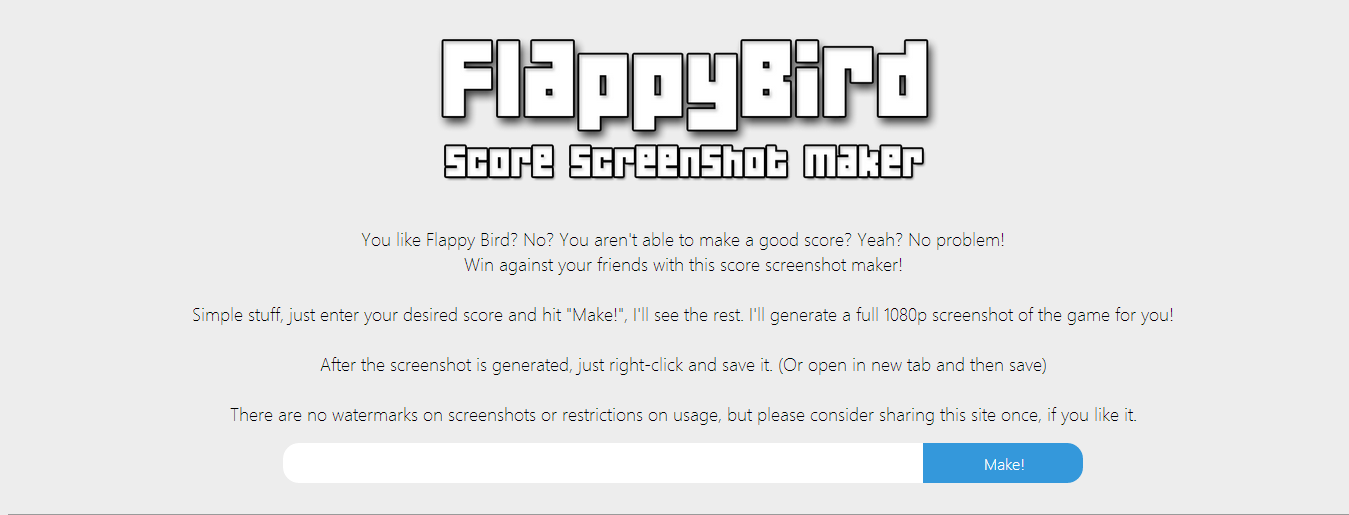 FlappyBird
Score Screenshot Maker
You like Flappy Bird? No? You aren't able to make a good score? Yeah? No problem!
Win against your friends with this score screenshot maker!
Simple stuff, just enter your desired score and hit "Make!", I'll see the rest. I'll generate a full 1080p screenshot of the game for you!
After the screenshot is generated, just right-click and save it. (Or open in new tab and then save)
There are no watermarks on screenshots or restrictions on usage, but please consider sharing this site once, if you like it.
Make!